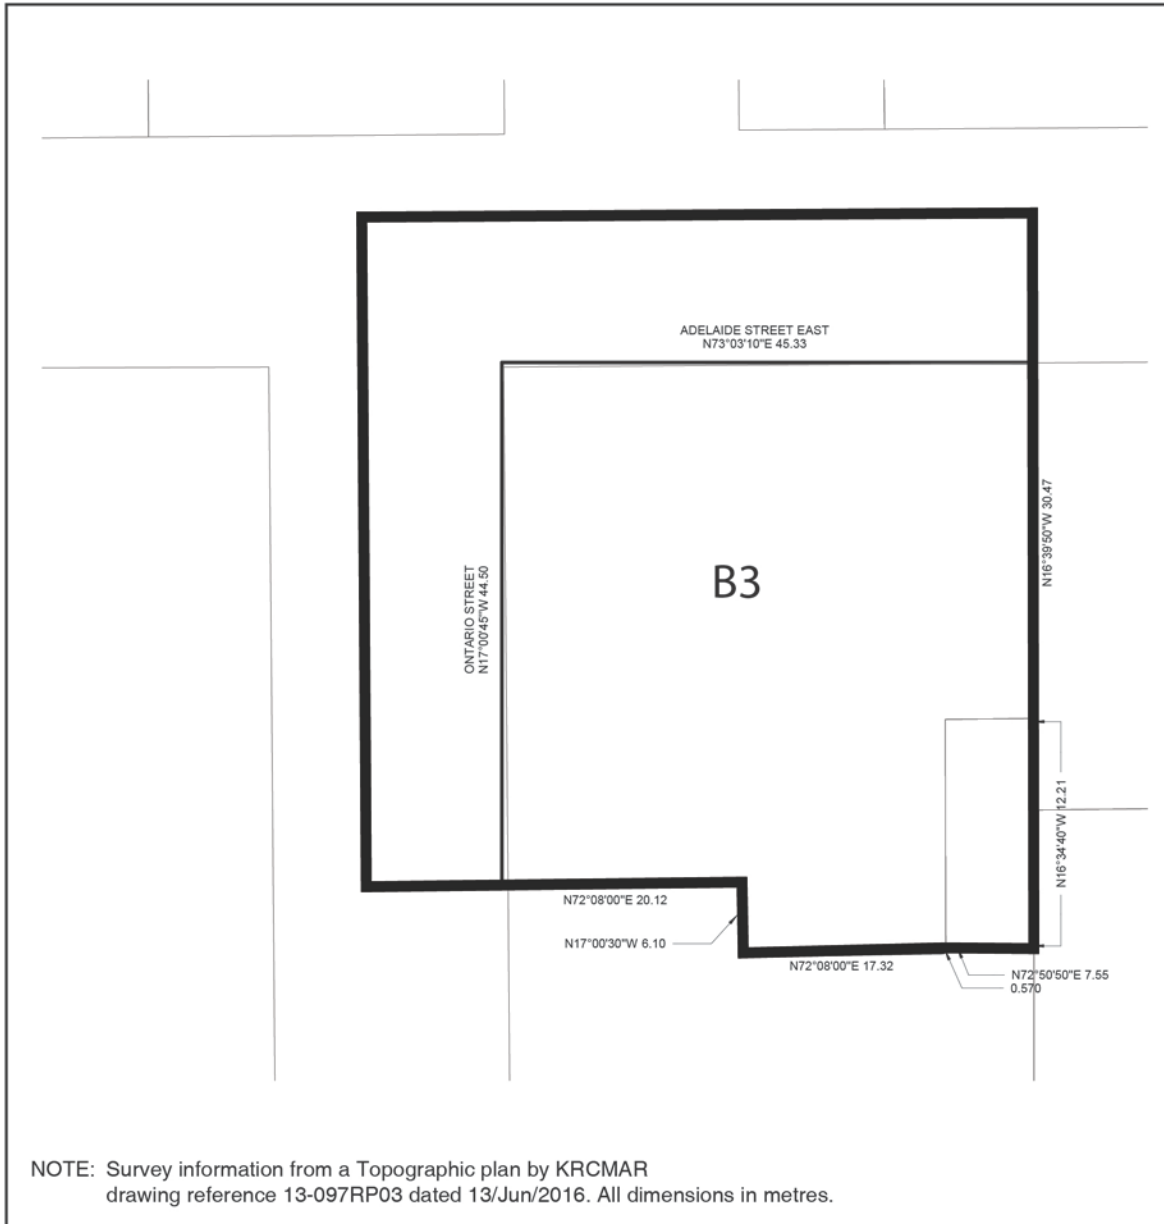 ADELAIDE STREET EAST
N73°03'10"E 45.33
N16°39'50"W 30.47
ONTARIO STREET
N17°00'45"W 44.50
B3
N16°34'40"W 12.21
N72°08'00"E 20.12
N17°00'30"W 6.10
N72°08'00"E 17.32
N72°50'50"E 7.55
0.570
NOTE: Survey information from a Topographic plan by KRCMAR
drawing reference 13-097RP03 dated 13/Jun/2016. All dimensions in metres.